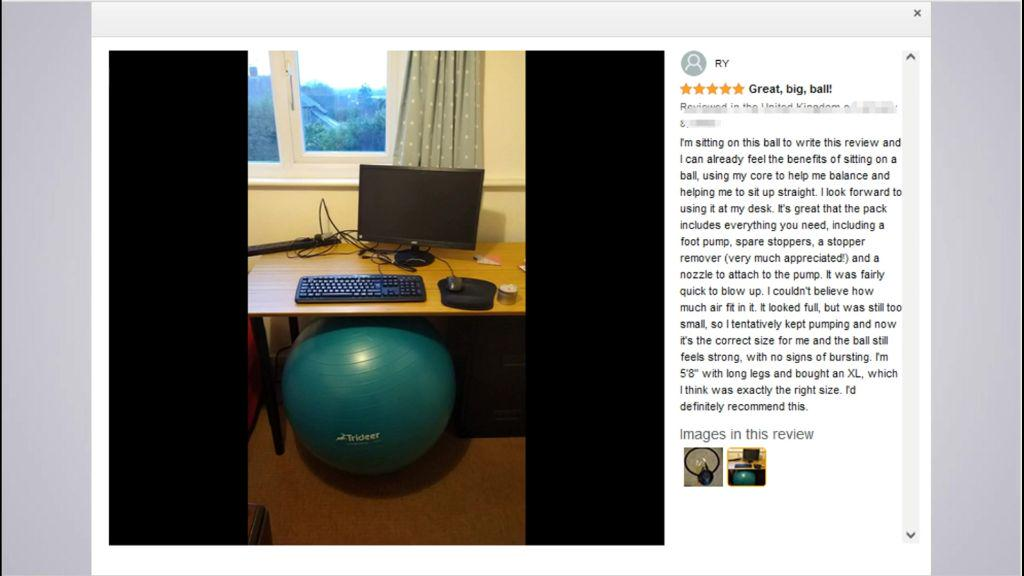 ×
RY
Great, big, ball!
Reviewed in the United Kingdom
8,
I'm sitting on this ball to write this review and
I can already feel the benefits of sitting on a
ball, using my core to help me balance and
helping me to sit up straight. I look forward to
using it at my desk. It's great that the pack
includes everything you need, including a
foot pump, spare stoppers, a stopper
remover (very much appreciated!) and a
nozzle to attach to the pump. It was fairly
quick to blow up. I couldn't believe how
much air fit in it. It looked full, but was still too
small, so I tentatively kept pumping and now
it's the correct size for me and the ball still
feels strong, with no signs of bursting. I'm
5'8" with long legs and bought an XL, which
I think was exactly the right size. I'd
definitely recommend this.
Images in this review
Trideer